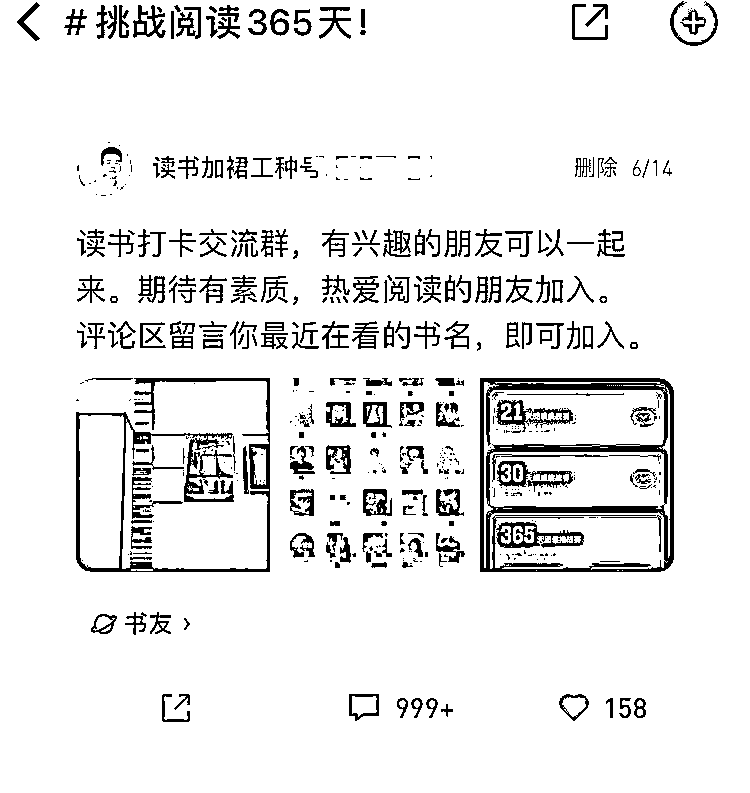 #挑战阅读365天!
读书加裙工种号
删除 6/14
读书打卡交流群，有兴趣的朋友可以一起
来。期待有素质，热爱阅读的朋友加入。
评论区留言你最近在看的书名，即可加入。
21
30
365
书友 ›
999+
158